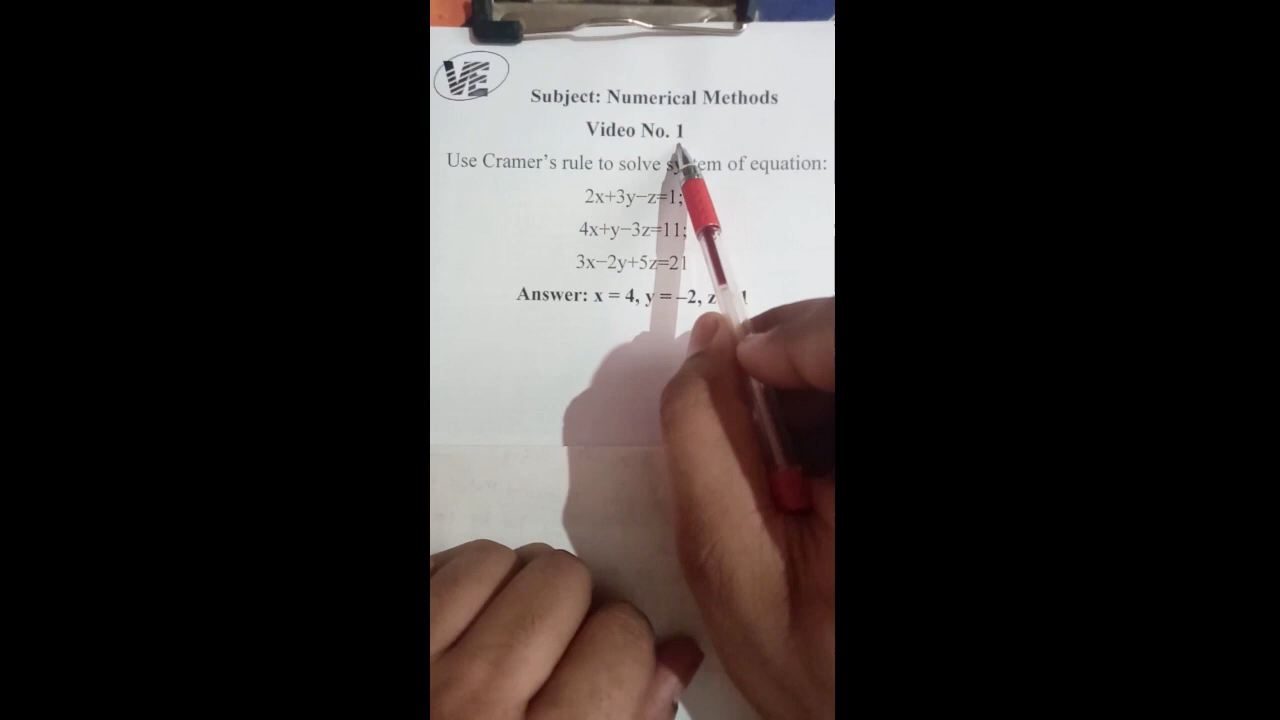 VE
Subject: Numerical Methods
Video No. 1
Use Cramer's rule to solve of equation:
2x+3y−z=1;
4x+y−3z=11;
3x−2y+5z=21
Answer: x = 4, y = –2, z 1